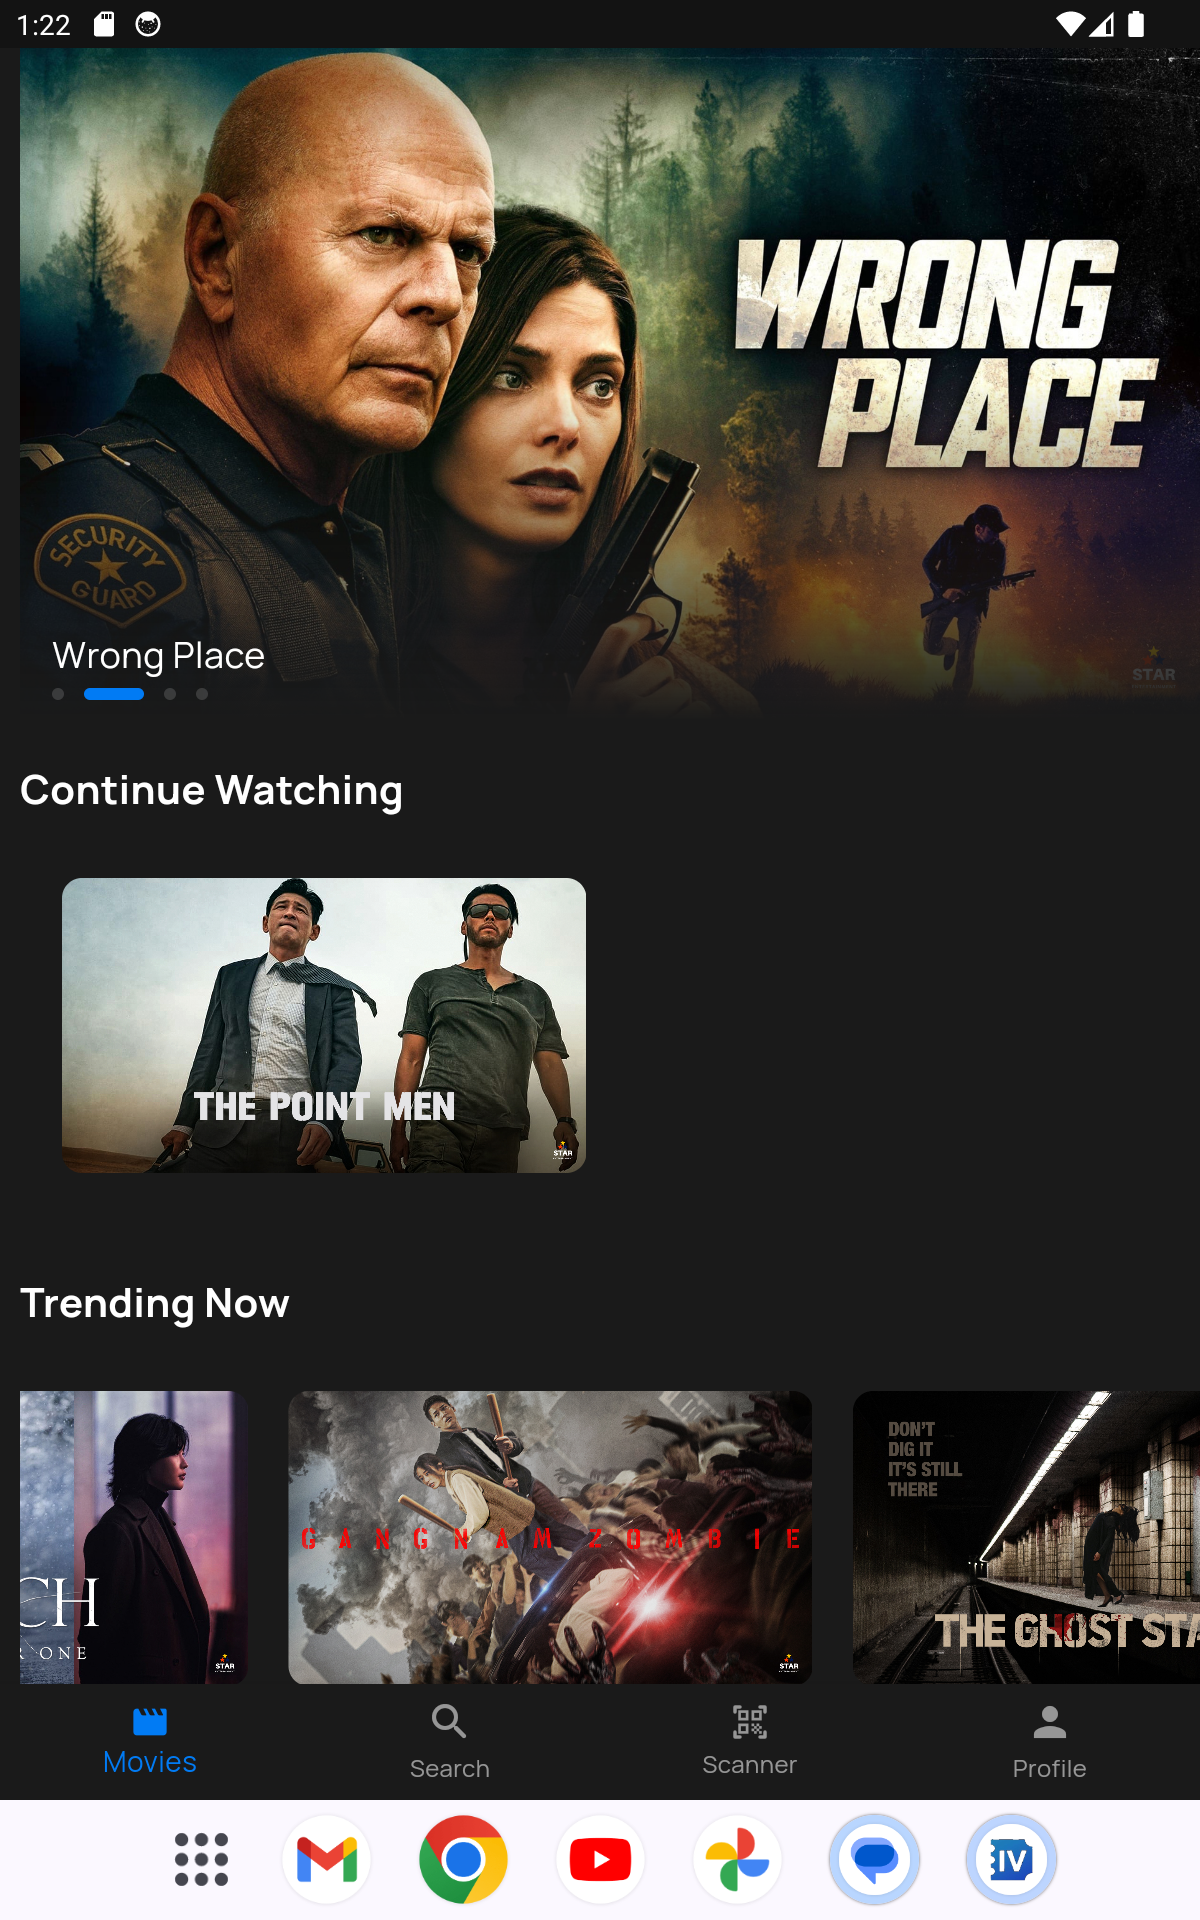 1:22
WRONG
PLACE
SECURITY
GUARD
STAR
Wrong Place
Continue Watching
THE POINT MEN
STAR
Trending Now
CH
ONE
STAR
GANGNAM ZOMBIE
STAR
DON'T
DIG IT
IT'S STILL
THERE
THE GHOST STA
Movies
Search
Scanner
Profile
IV